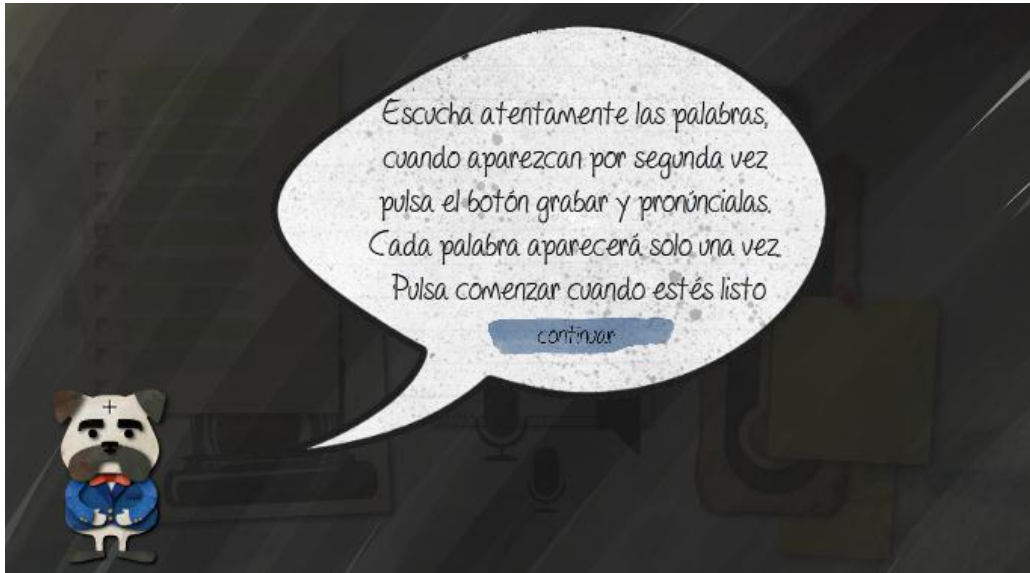 Escucha atentamente las palabras,
cuando aparezcan por segunda vez
pulsa el botón grabar y pronúncialas.
Cada palabra aparecerá solo una vez.
Pulsa comenzar cuando estés listo
continuar